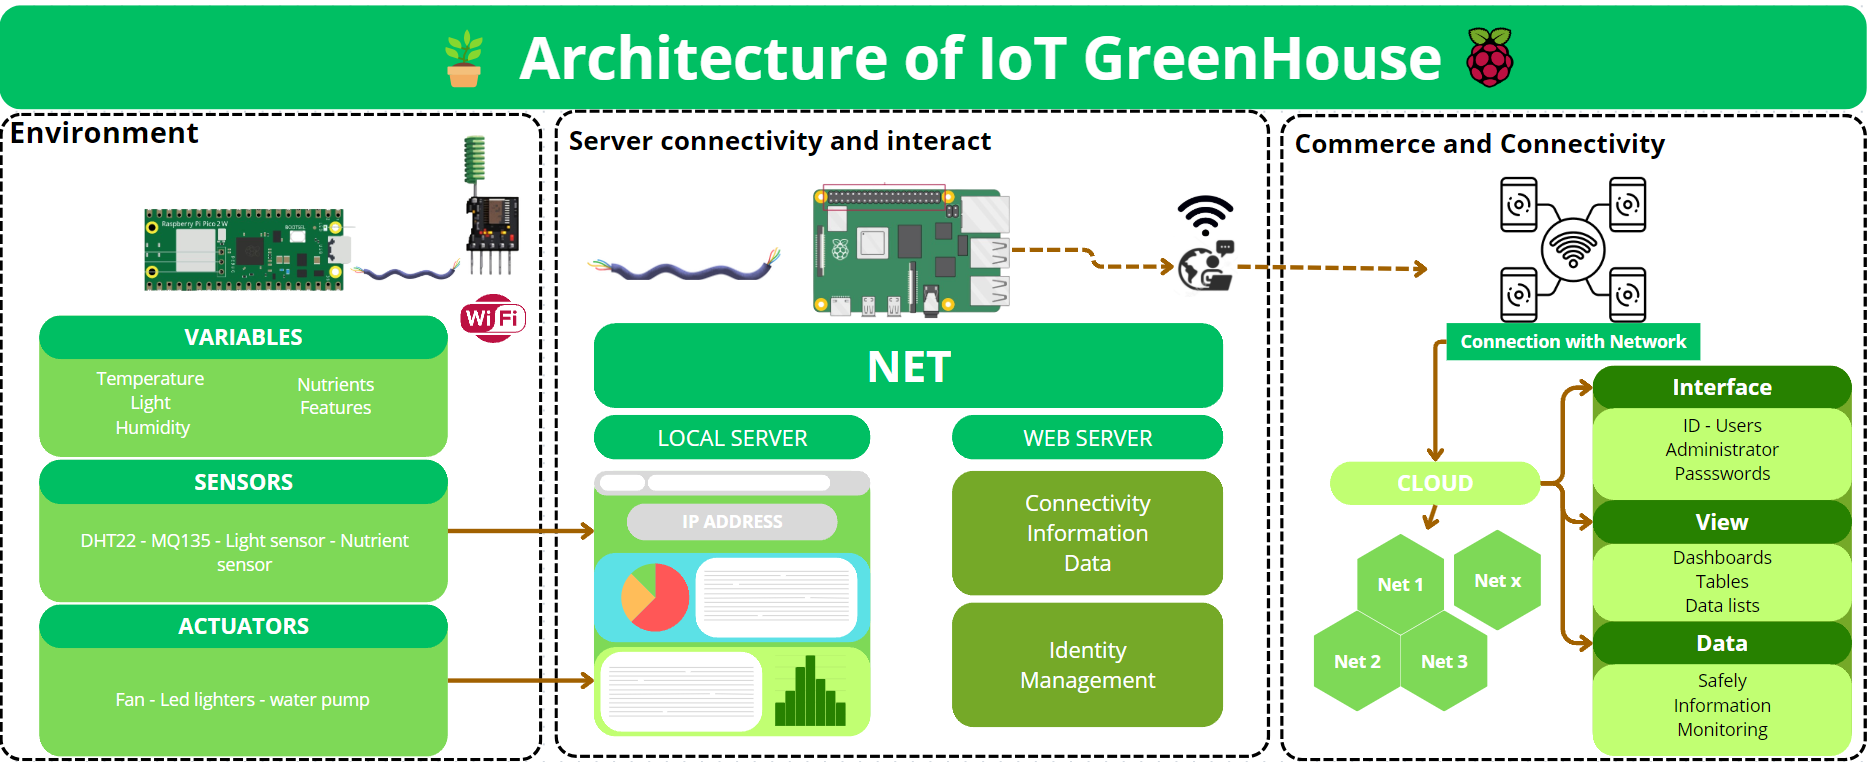 Architecture of IoT GreenHouse
Environment
Raspberry Pi Pico 2 W
BOOTSEL
WiFi
VARIABLES
Temperature
Light
Humidity
Nutrients
Features
SENSORS
DHT22 - MQ135 - Light sensor - Nutrient
sensor
ACTUATORS
Fan - Led lighters - water pump
Server connectivity and interact
NET
LOCAL SERVER
IP ADDRESS
WEB SERVER
Connectivity
Information
Data
Identity
Management
Commerce and Connectivity
Connection with Network
CLOUD
Net 1
Net x
Net 2
Net 3
Interface
ID - Users
Administrator
Passswords
View
Dashboards
Tables
Data lists
Data
Safely
Information
Monitoring